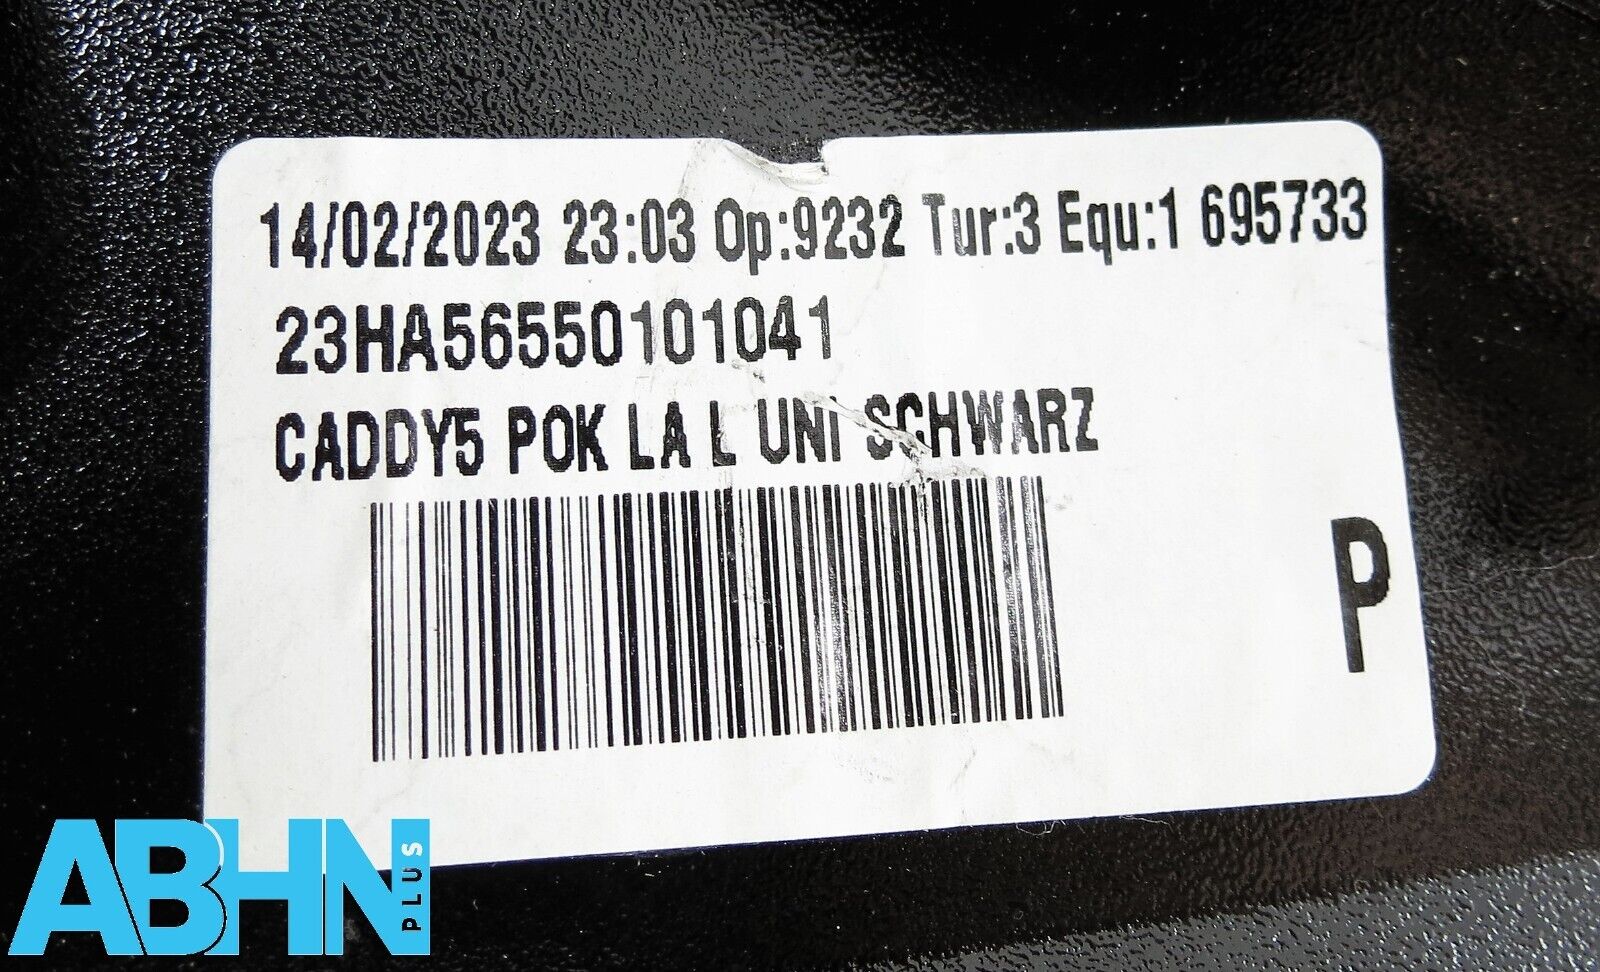 14/02/2023 23:03 Op:9232 Tur:3 Equ:1 695733
23HA56550101041
CADDY5 POK LA L UNI SCHWARZ
P
ABHN PLUS